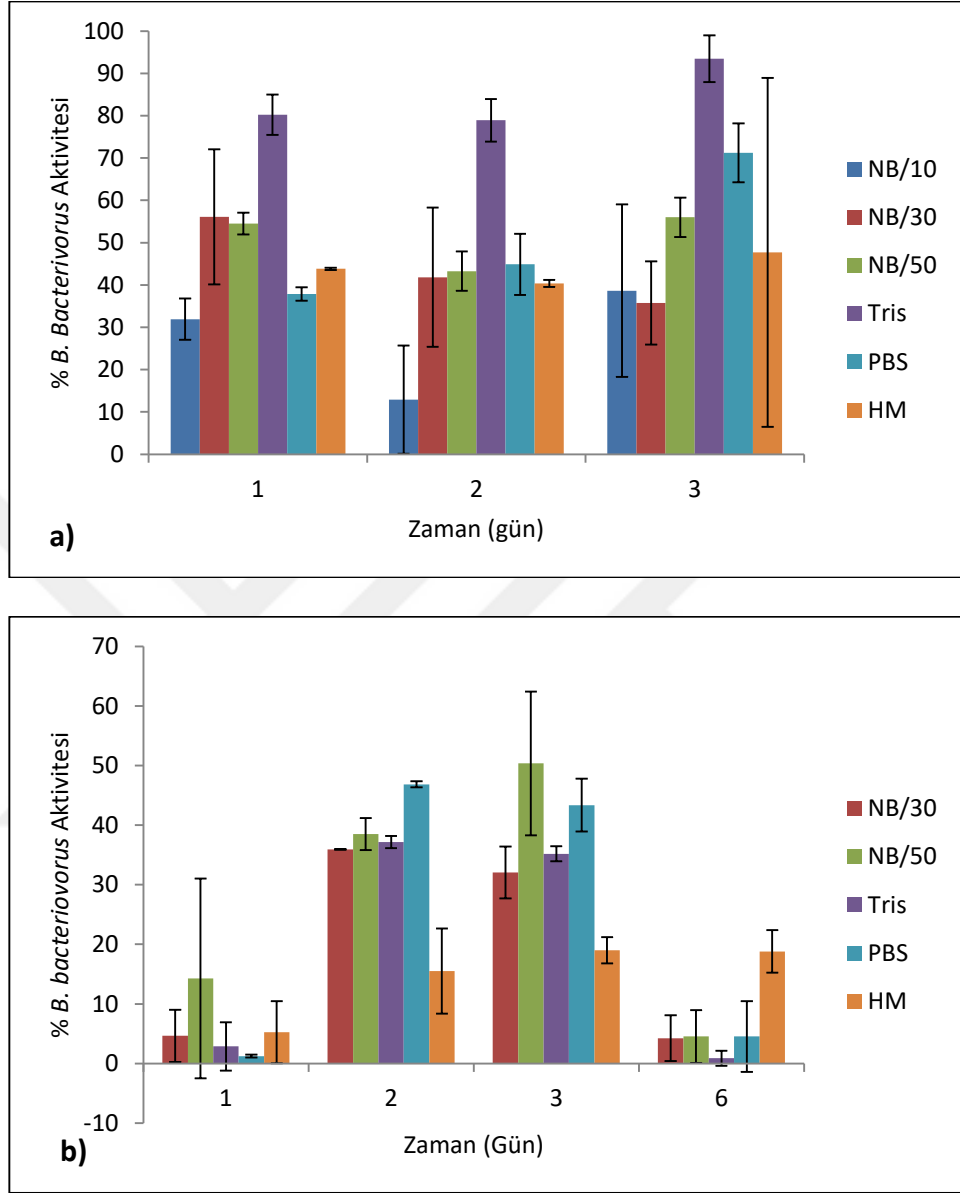 % B. Bacterivorus Aktivitesi
100
90
80
70
60
50
40
30
20
10
0
1 2 3
Zaman (gün)
a)
NB/10
NB/30
NB/50
Tris
PBS
HM
% B. bacteriovorus Aktivitesi
70
60
50
40
30
20
10
0
-10
1 2 3 6
Zaman (Gün)
b)
NB/30
NB/50
Tris
PBS
HM